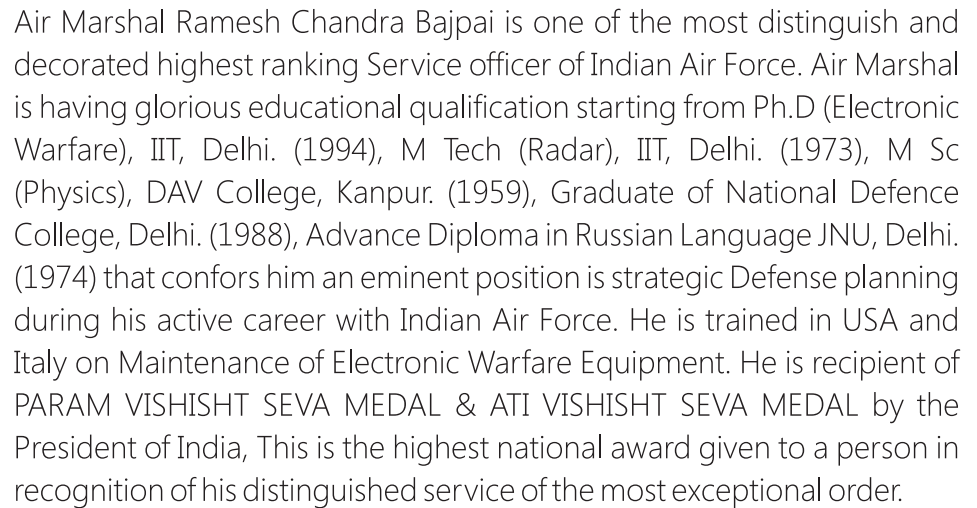 Air Marshal Ramesh Chandra Bajpai is one of the most distinguish and
decorated highest ranking Service officer of Indian Air Force. Air Marshal
is having glorious educational qualification starting from Ph.D (Electronic
Warfare), IIT, Delhi. (1994), M Tech (Radar), IIT, Delhi. (1973), M Sc
(Physics), DAV College, Kanpur. (1959), Graduate of National Defence
College, Delhi. (1988), Advance Diploma in Russian Language JNU, Delhi.
(1974) that confors him an eminent position is strategic Defense planning
during his active career with Indian Air Force. He is trained in USA and
Italy on Maintenance of Electronic Warfare Equipment. He is recipient of
PARAM VISHISHT SEVA MEDAL & ATI VISHISHT SEVA MEDAL by the
President of India, This is the highest national award given to a person in
recognition of his distinguished service of the most exceptional order.